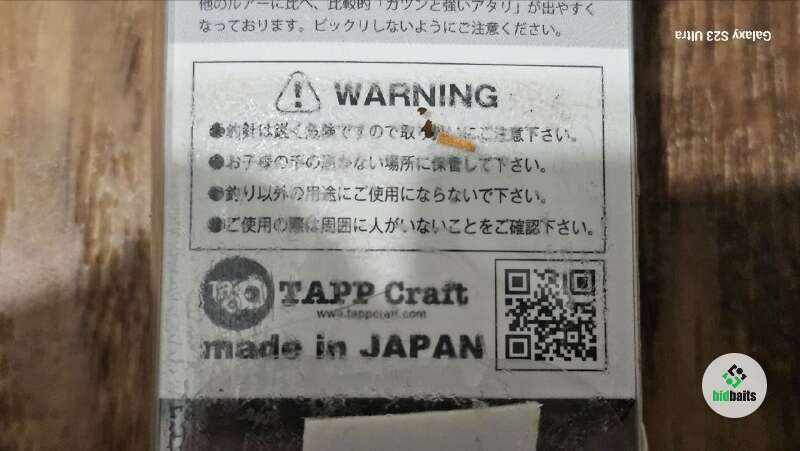 他のルアーに比べ、比較的「ガツンと強いアタリ」が出やすく
なっております。ビックリしないようにご注意ください。
WARNING
●釣針は鋭く危険ですので取り扱いにご注意下さい。
●お子様の手の届かない場所に保管して下さい。
●釣り以外の用途にご使用にならないで下さい。
●ご使用の際は周囲に人がいないことをご確認下さい。
TAPP Craft
www.tappcraft.com
made in JAPAN
Galaxy S23 Ultra
bidbaits